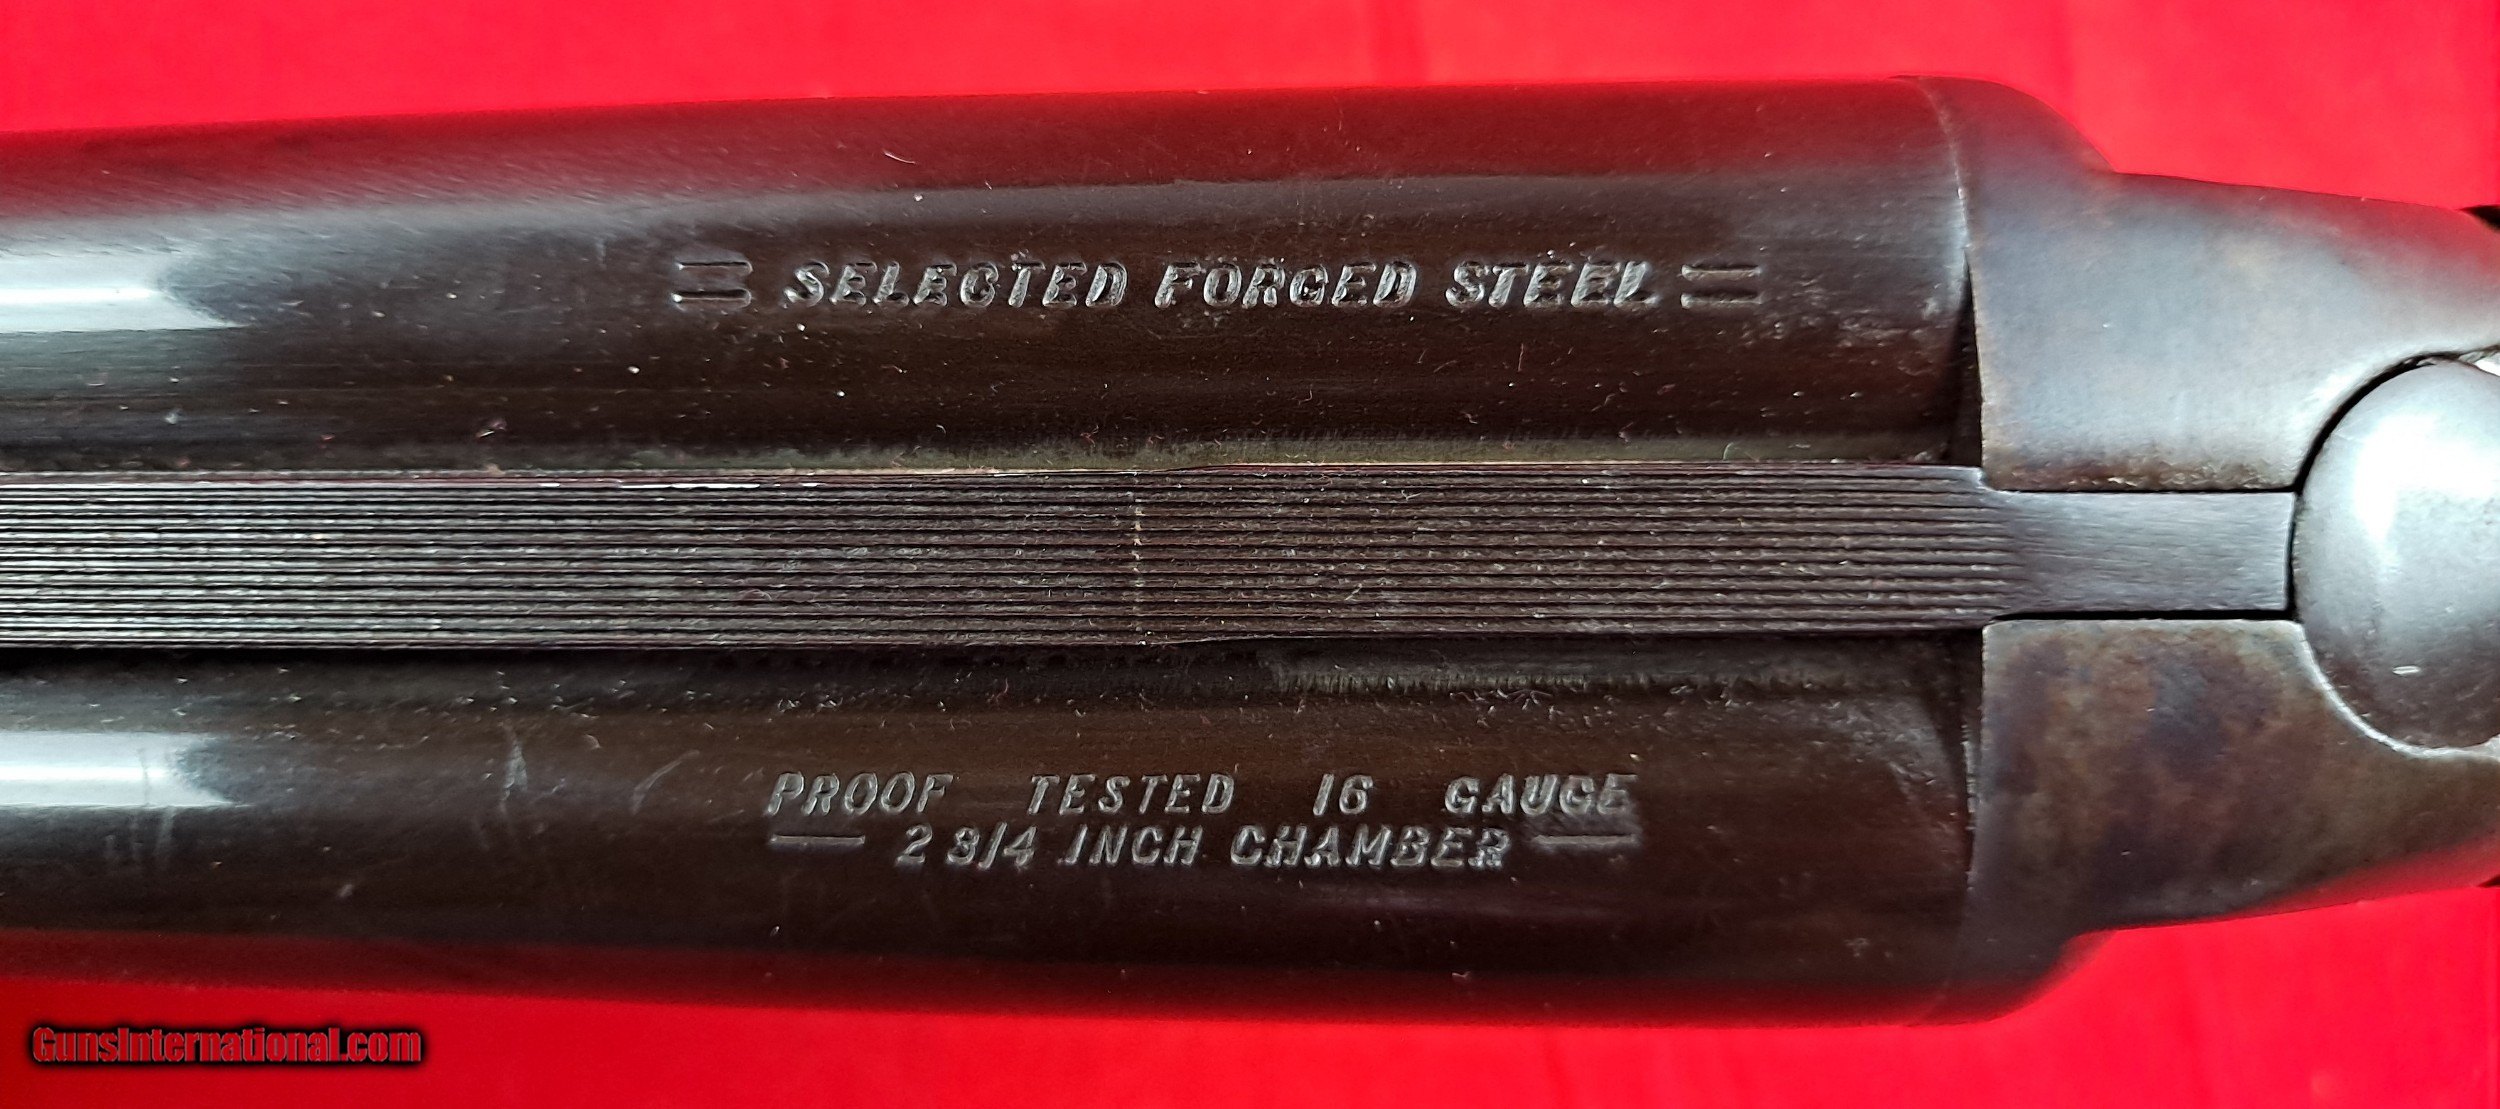 = SELECTED FORGED STEEL =
PROOF TESTED 16 GAUGE
— 2 3/4 INCH CHAMBER —
GunsInternational.com